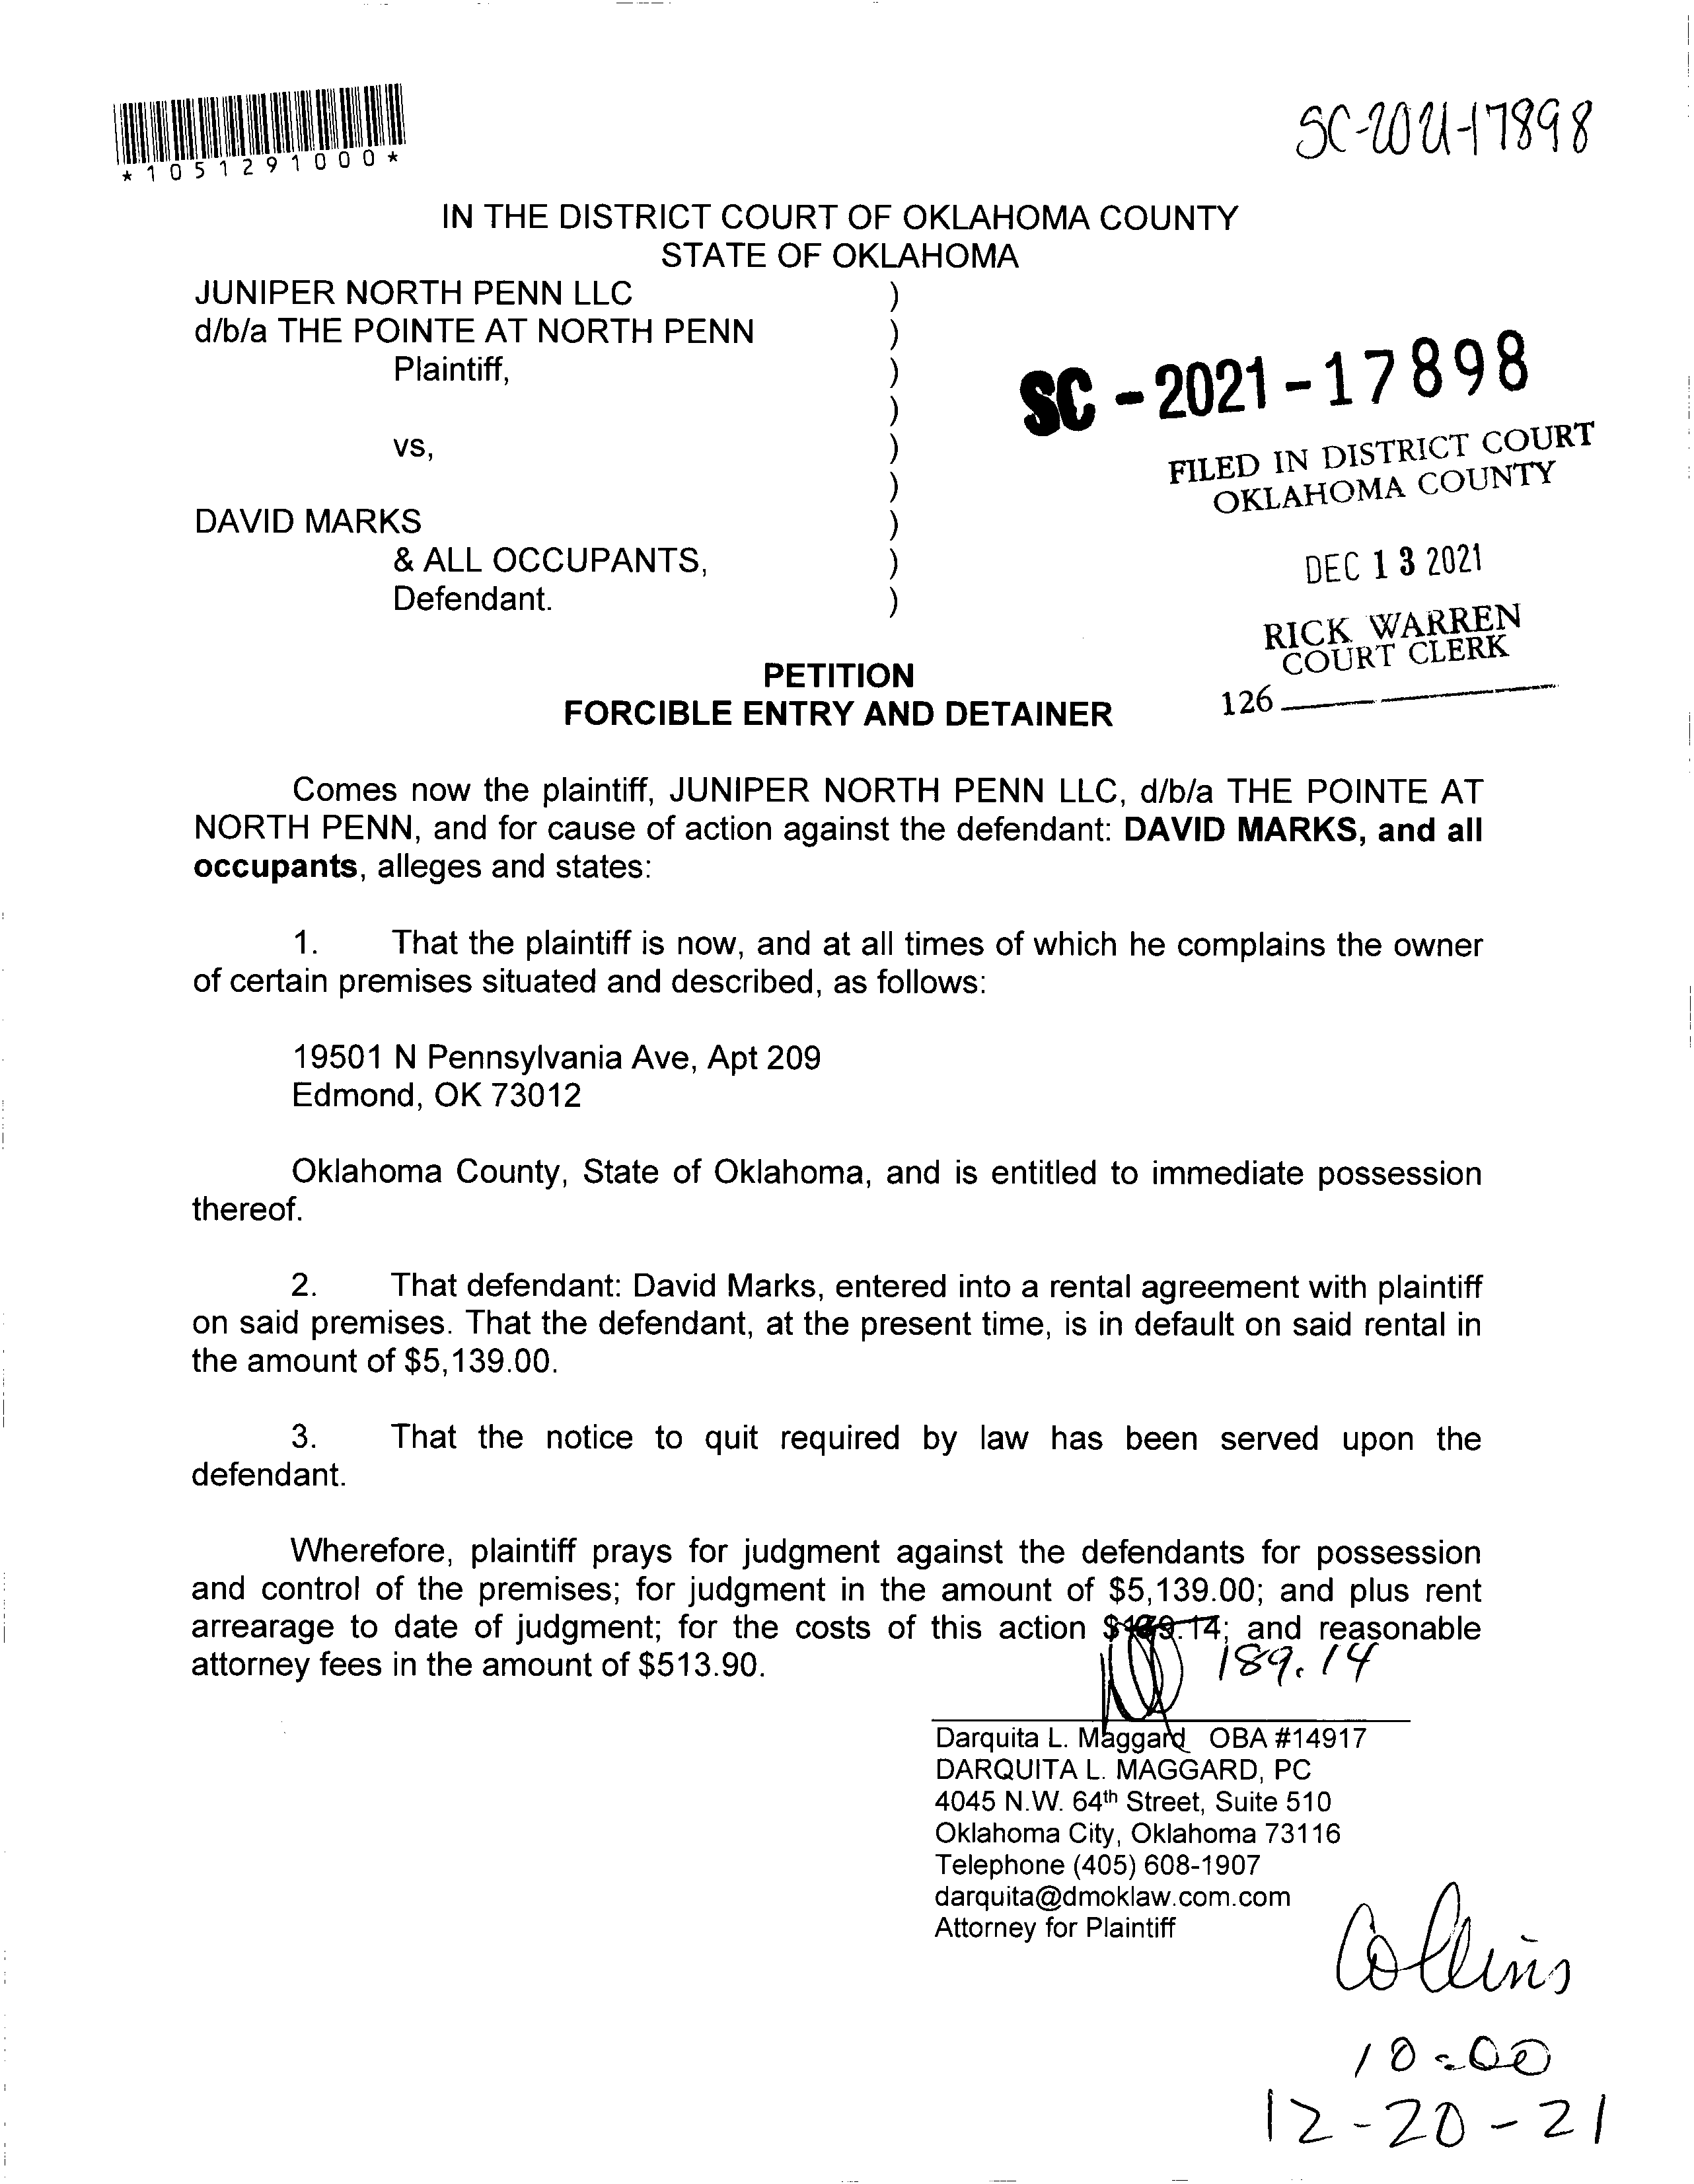 *1051291000*
SC-2021-17898
IN THE DISTRICT COURT OF OKLAHOMA COUNTY
STATE OF OKLAHOMA
JUNIPER NORTH PENN LLC )
d/b/a THE POINTE AT NORTH PENN )
Plaintiff, )
)
vs, )
)
DAVID MARKS )
& ALL OCCUPANTS, )
Defendant. )
SC-2021-17898
FILED IN DISTRICT COURT
OKLAHOMA COUNTY
DEC 13 2021
RICK WARREN
COURT CLERK
126
PETITION
FORCIBLE ENTRY AND DETAINER
Comes now the plaintiff, JUNIPER NORTH PENN LLC, d/b/a THE POINTE AT
NORTH PENN, and for cause of action against the defendant: DAVID MARKS, and all
occupants, alleges and states:
1. That the plaintiff is now, and at all times of which he complains the owner
of certain premises situated and described, as follows:
19501 N Pennsylvania Ave, Apt 209
Edmond, OK 73012
Oklahoma County, State of Oklahoma, and is entitled to immediate possession
thereof.
2. That defendant: David Marks, entered into a rental agreement with plaintiff
on said premises. That the defendant, at the present time, is in default on said rental in
the amount of $5,139.00.
3. That the notice to quit required by law has been served upon the
defendant.
Wherefore, plaintiff prays for judgment against the defendants for possession
and control of the premises; for judgment in the amount of $5,139.00; and plus rent
arrearage to date of judgment; for the costs of this action ; and reasonable
attorney fees in the amount of $513.90.
189.14
Darquita L. Maggard OBA #14917
DARQUITA L. MAGGARD, PC
4045 N.W. 64th Street, Suite 510
Oklahoma City, Oklahoma 73116
Telephone (405) 608-1907
darquita@dmoklaw.com.com
Attorney for Plaintiff
Collins
10:00
12-20-21